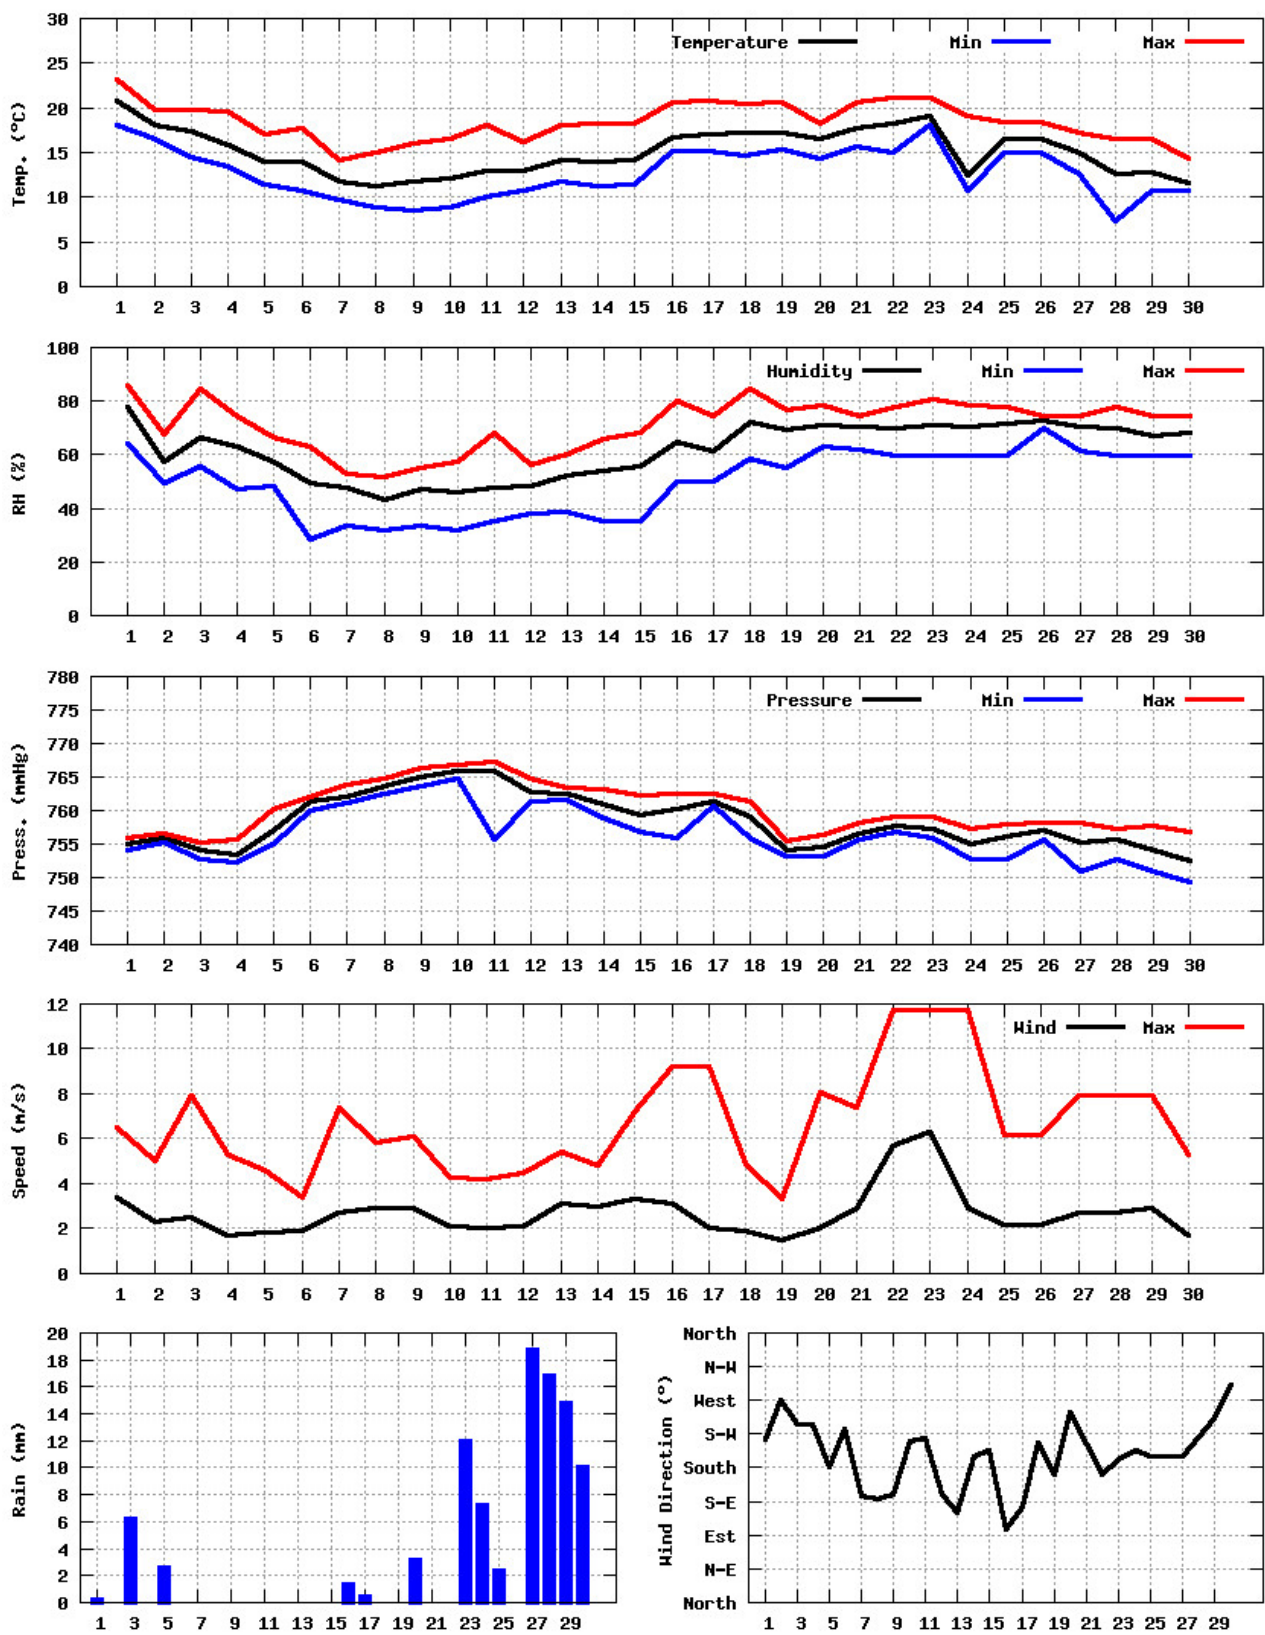 Temp. (°C)
Temperature Min Max
30
25
20
15
10
5
0
1 2 3 4 5 6 7 8 9 10 11 12 13 14 15 16 17 18 19 20 21 22 23 24 25 26 27 28 29 30
RH (%)
Humidity Min Max
100
80
60
40
20
0
1 2 3 4 5 6 7 8 9 10 11 12 13 14 15 16 17 18 19 20 21 22 23 24 25 26 27 28 29 30
Press. (mmHg)
Pressure Min Max
780
775
770
765
760
755
750
745
740
1 2 3 4 5 6 7 8 9 10 11 12 13 14 15 16 17 18 19 20 21 22 23 24 25 26 27 28 29 30
Speed (m/s)
Wind Max
12
10
8
6
4
2
0
1 2 3 4 5 6 7 8 9 10 11 12 13 14 15 16 17 18 19 20 21 22 23 24 25 26 27 28 29 30
Rain (mm)
20
18
16
14
12
10
8
6
4
2
0
1 3 5 7 9 11 13 15 17 19 21 23 25 27 29
Wind Direction (°)
North
N-W
West
S-W
South
S-E
Est
N-E
North
1 3 5 7 9 11 13 15 17 19 21 23 25 27 29